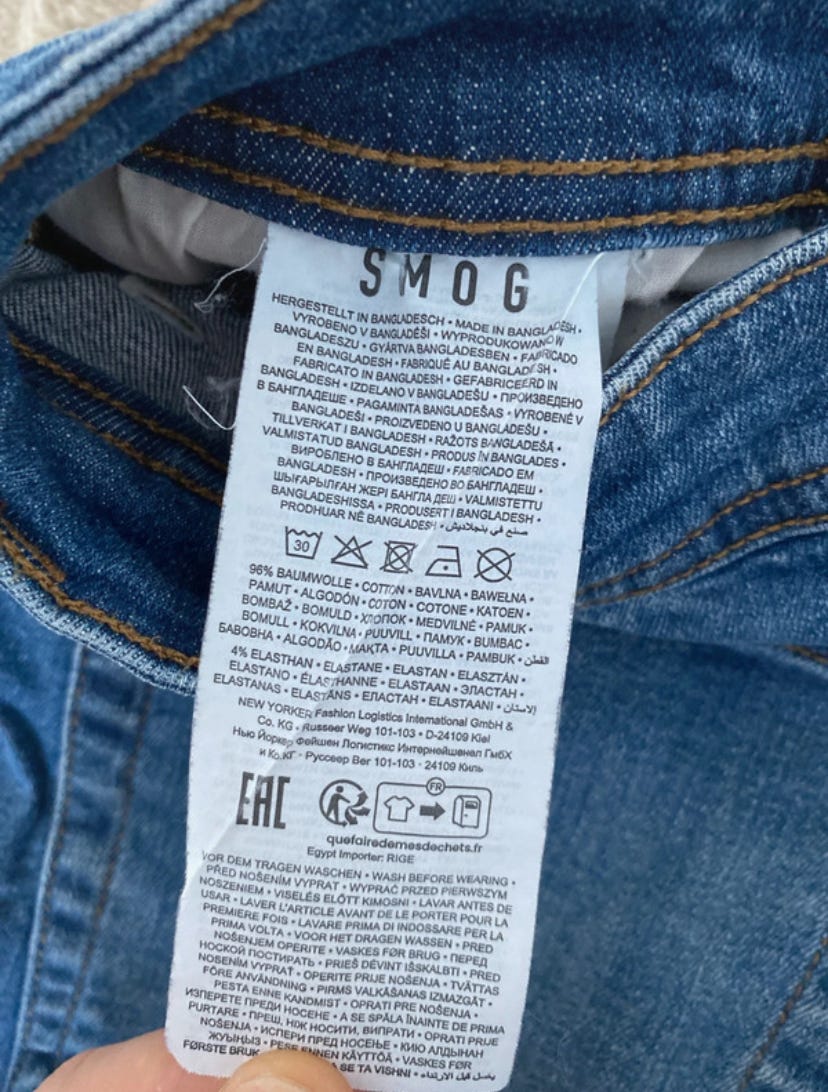 SMOG
HERGESTELLT IN BANGLADESCH • MADE IN BANGLADESH •
VYROBENO V BANGLADÉŠI • WYPRODUKOWANO W
BANGLADESZU • GYÁRTVA BANGLADESBEN • FABRICADO
EN BANGLADESH • FABRIQUÉ AU BANGLADESH •
FABRICATO IN BANGLADESH • GEFABRICEERD IN
BANGLADESH • IZDELANO V BANGLADEŠU • ПРОИЗВЕДЕНО
В БАНГЛАДЕШЕ • PAGAMINTA BANGLADEŠAS • VYROBENÉ V
BANGLADEŠI • PROIZVEDENO U BANGLADEŠU •
TILLVERKAT I BANGLADESH • RAŽOTS BANGLADEŠĀ •
VALMISTATUD BANGLADESH • PRODUS ÎN BANGLADES •
ВИРОБЛЕНО В БАНГЛАДЕШ • FABRICADO EM
BANGLADESH • ПРОИЗВЕДЕНО ВО БАНГЛАДЕШ •
ШЫҒАРЫЛҒАН ЖЕРІ БАНГЛАДЕШ • VALMISTETTU
BANGLADESHISSA • PRODUSERT I BANGLADESH •
PRODHUAR NË BANGLADESH • صنع في بنجلاديش
30
96% BAUMWOLLE • COTTON • BAVLNA • BAWEŁNA •
PAMUT • ALGODÓN • COTON • COTONE • KATOEN •
BOMBAŽ • BOMULD • ХЛОПОК • MEDVILNĖ • PAMUK •
BOMULL • KOKVILNA • PUUVILL • ПАМУК • BUMBAC •
БАВОВНА • ALGODÃO • МАҚТА • PUUVILLA • PAMBUK • القطن
4% ELASTHAN • ELASTANE • ELASTAN • ELASZTÁN •
ELASTANO • ÉLASTHANNE • ELASTAAN • ЭЛАСТАН •
ELASTANAS • ELASTĀNS • ЕЛАСТАН • ELASTAANI • إلاستان
NEW YORKER Fashion Logistics International GmbH &
Co. KG • Russeer Weg 101-103 • D-24109 Kiel
Нью Йоркер Фейшен Логистикс Интернейшенал ГмбХ
и Ко.КГ • Руссеер Вег 101-103 • 24109 Киль
EAC
FR
quefairedemesdechets.fr
Egypt Importer: RIGE
VOR DEM TRAGEN WASCHEN • WASH BEFORE WEARING •
PŘED NOŠENÍM VYPRAT • WYPRAĆ PRZED PIERWSZYM
NOSZENIEM • VISELÉS ELŐTT KIMOSNI • LAVAR ANTES DE
USAR • LAVER L'ARTICLE AVANT DE LE PORTER POUR LA
PREMIERE FOIS • LAVARE PRIMA DI INDOSSARE PER LA
PRIMA VOLTA • VOOR HET DRAGEN WASSEN • PRED
NOŠENJEM OPERITE • VASKES FØR BRUG • ПЕРЕД
НОСКОЙ ПОСТИРАТЬ • PRIEŠ DĖVINT IŠSKALBTI • PRED
NOSENÍM VYPRAŤ • OPERITE PRIJE NOŠENJA • TVÄTTAS
FÖRE ANVÄNDNING • PIRMS VALKĀŠANAS IZMAZGĀT •
PESTA ENNE KANDMIST • OPRATI PRE NOŠENJA •
ИЗПЕРЕТЕ ПРЕДИ НОСЕНЕ • A SE SPĂLA ÎNAINTE DE PRIMA
PURTARE • ПРЕШ, НІЖ НОСИТИ, ВИПРАТИ • OPRATI PRIJE
NOŠENJA • ИСПЕРИ ПРЕД НОСЕЊЕ • КИЮ АЛДЫНАН
ЖУЫҢЫЗ • PESE ENNEN KÄYTTÖÄ • VASKES FOR
FØRSTE BRUK SE TA VISHNI • يغسل قبل الارتداء